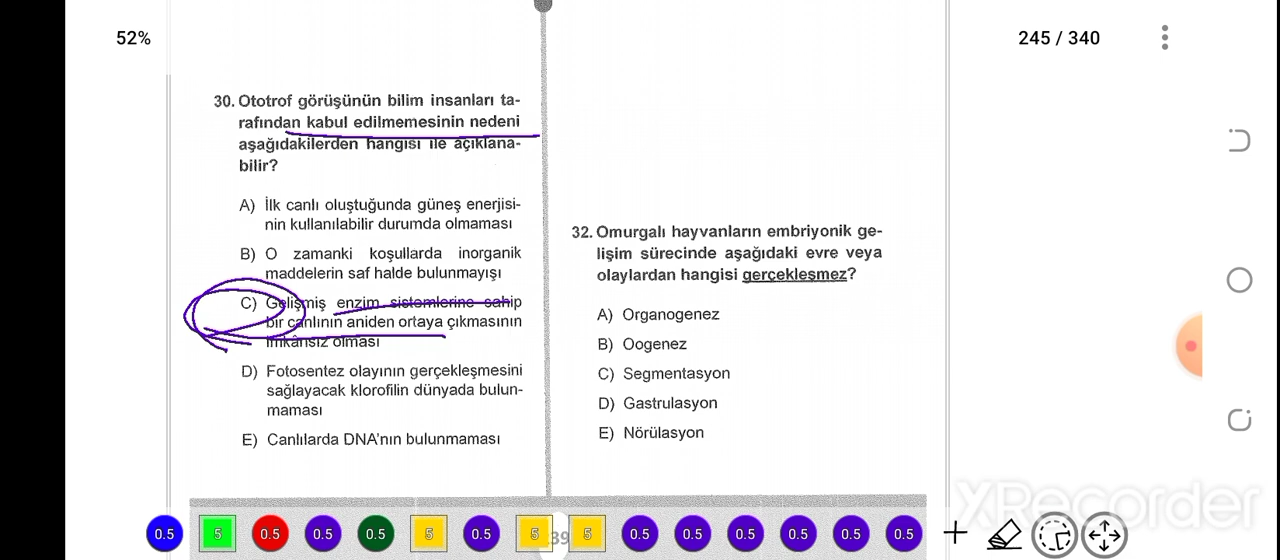 52%
245 / 340
30. Ototrof görüşünün bilim insanları ta-
rafından kabul edilmemesinin nedeni
aşağıdakilerden hangisi ile açıklana-
bilir?
A) İlk canlı oluştuğunda güneş enerjisi-
nin kullanılabilir durumda olmaması
B) O zamanki koşullarda inorganik
maddelerin saf halde bulunmayışı
C) Gelişmiş enzim sistemlerine sahip
bir canlının aniden ortaya çıkmasının
imkânsız olması
D) Fotosentez olayının gerçekleşmesini
sağlayacak klorofilin dünyada bulun-
maması
E) Canlılarda DNA'nın bulunmaması
32. Omurgalı hayvanların embriyonik ge-
lişim sürecinde aşağıdaki evre veya
olaylardan hangisi gerçekleşmez?
A) Organogenez
B) Oogenez
C) Segmentasyon
D) Gastrulasyon
E) Nörülasyon
XRecorder
0.5 5 0.5 0.5 0.5 5 0.5 5 39 5 0.5 0.5 0.5 0.5 0.5 0.5